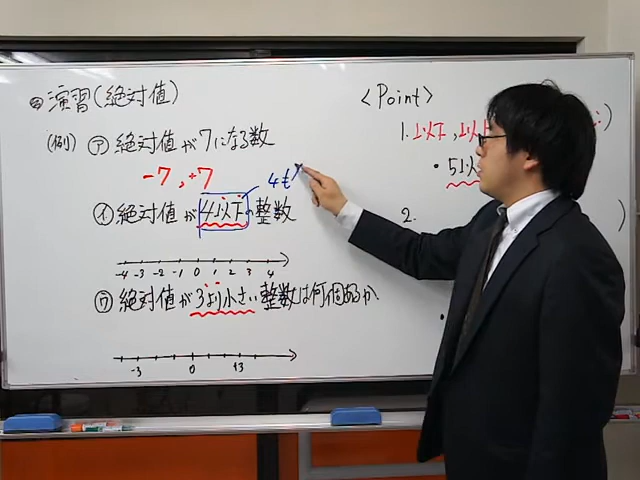 演習(絶対値)
(例) ㋐ 絶対値が7になる数
-7, +7
4も
㋑ 絶対値が4以下の整数
-4 -3 -2 -1 0 1 2 3 4
㋒ 絶対値が3より小さい整数は何個あるか
-3 0 +3
<Point>
1. 以下, 以上
・5以
2.